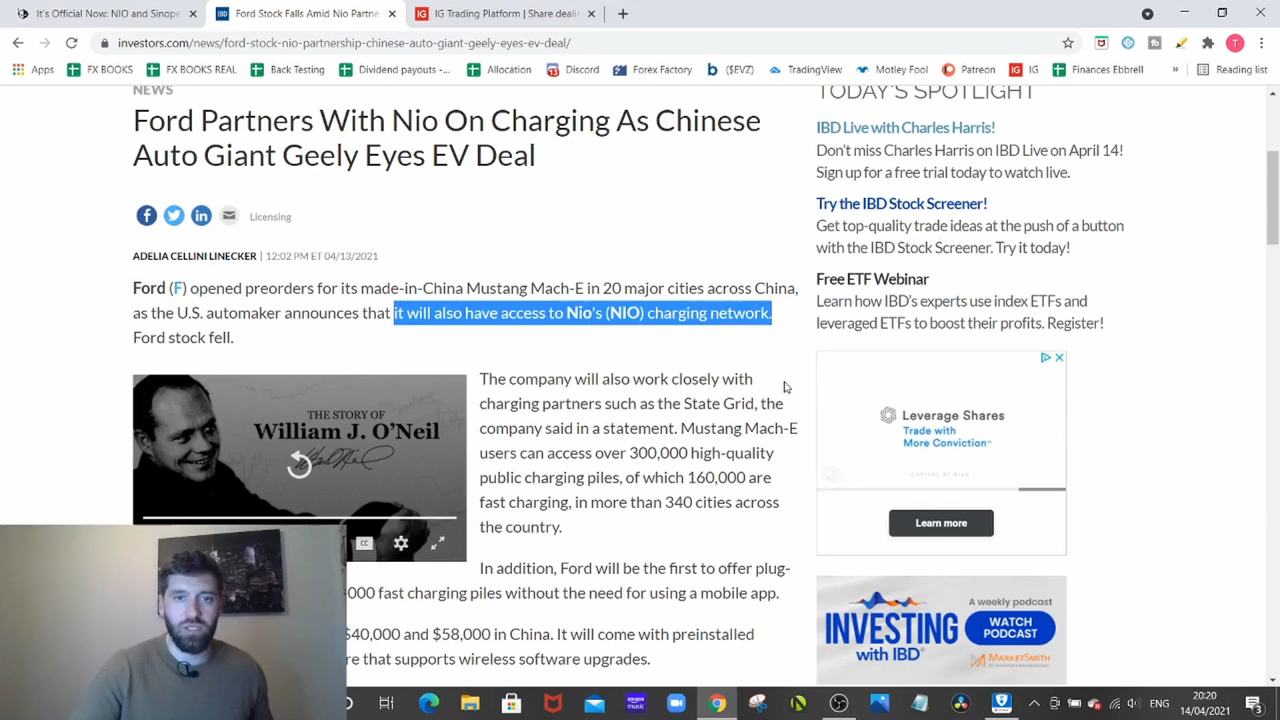 It's Official Now: NIO and Sinope
Ford Stock Falls Amid Nio Partne
IG Trading Platform | Share deali
investors.com/news/ford-stock-nio-partnership-chinese-auto-giant-geely-eyes-ev-deal/
Apps
FX BOOKS
FX BOOKS REAL
Back Testing
Dividend payouts -...
Allocation
Discord
Forex Factory
($EVZ)
TradingView
Motley Fool
Patreon
IG
Finances Ebbrell
»
Reading list
NEWS
Ford Partners With Nio On Charging As Chinese
Auto Giant Geely Eyes EV Deal
Licensing
ADELIA CELLINI LINECKER | 12:02 PM ET 04/13/2021
Ford (F) opened preorders for its made-in-China Mustang Mach-E in 20 major cities across China,
as the U.S. automaker announces that it will also have access to Nio's (NIO) charging network.
Ford stock fell.
THE STORY OF
William J. O'Neil
CC
The company will also work closely with
charging partners such as the State Grid, the
company said in a statement. Mustang Mach-E
users can access over 300,000 high-quality
public charging piles, of which 160,000 are
fast charging, in more than 340 cities across
the country.
In addition, Ford will be the first to offer plug-
000 fast charging piles without the need for using a mobile app.
$40,000 and $58,000 in China. It will come with preinstalled
re that supports wireless software upgrades.
TODAY'S SPOTLIGHT
IBD Live with Charles Harris!
Don't miss Charles Harris on IBD Live on April 14!
Sign up for a free trial today to watch live.
Try the IBD Stock Screener!
Get top-quality trade ideas at the push of a button
with the IBD Stock Screener. Try it today!
Free ETF Webinar
Learn how IBD's experts use index ETFs and
leveraged ETFs to boost their profits. Register!
Leverage Shares
Trade with
More Conviction™
CAPITAL AT RISK
Learn more
A weekly podcast
INVESTING
with IBD
WATCH
PODCAST
MARKETSMITH
ENG
20:20
14/04/2021